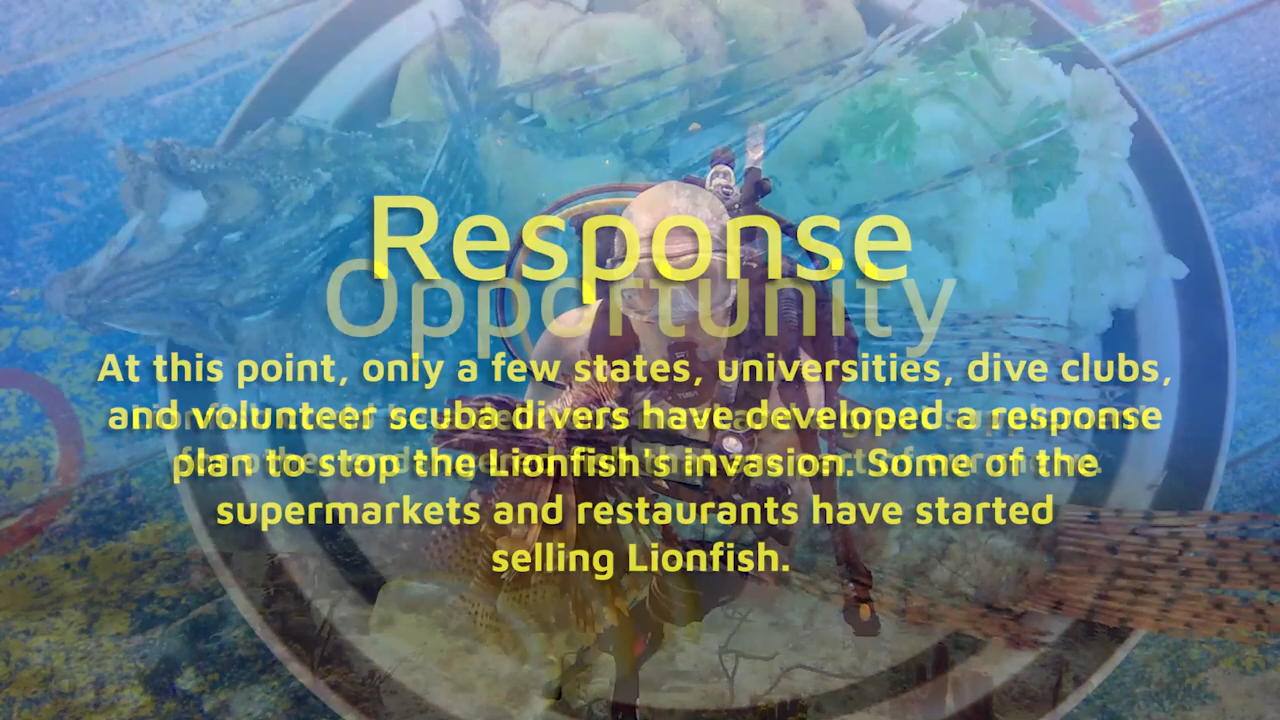 Response
Opportunity
At this point, only a few states, universities, dive clubs,
and volunteer scuba divers have developed a response
plan to stop the Lionfish's invasion. Some of the
supermarkets and restaurants have started
selling Lionfish.